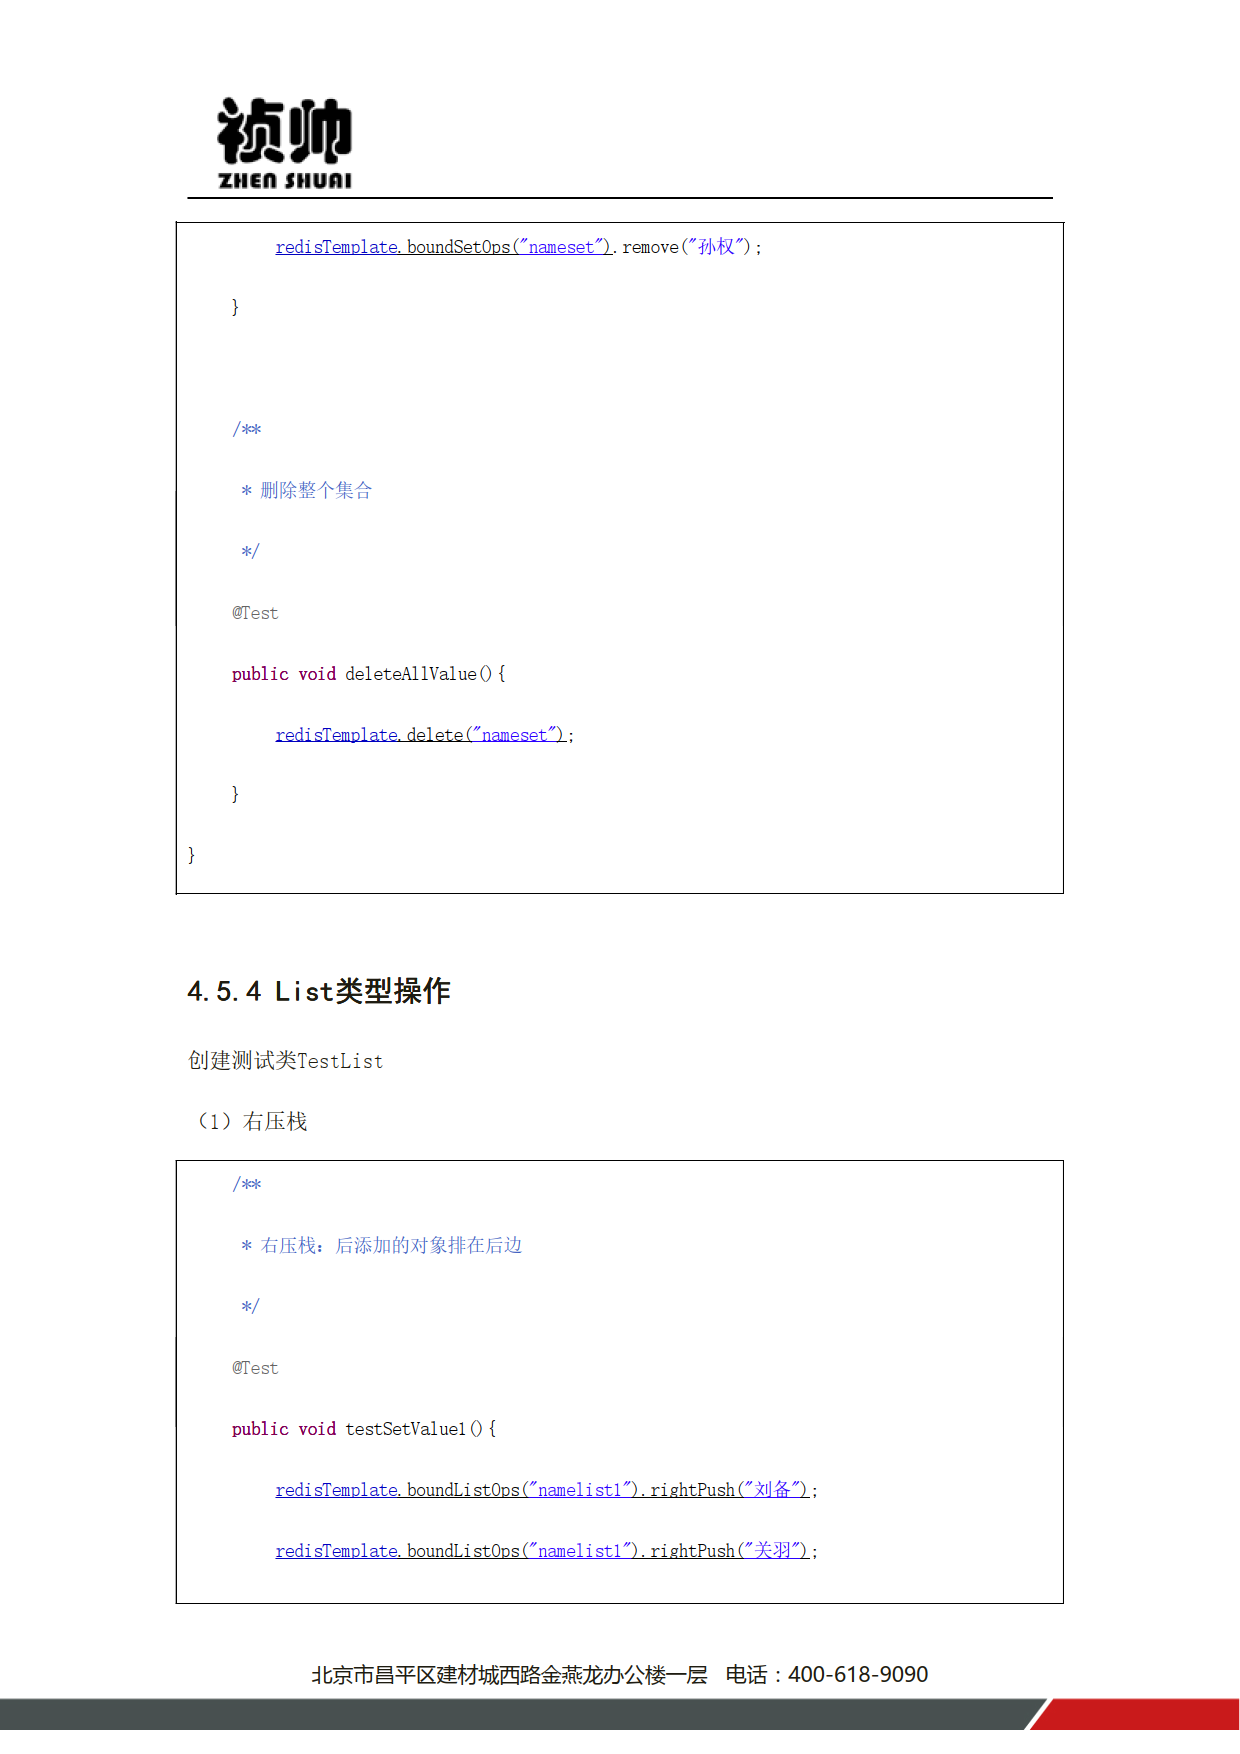 祯帅
ZHEN SHUAI
redisTemplate.boundSetOps("nameset").remove("孙权");
}
/**
* 删除整个集合
*/
@Test
public void deleteAllValue(){
redisTemplate.delete("nameset");
}
}
4.5.4 List类型操作
创建测试类TestList
（1）右压栈
/**
* 右压栈：后添加的对象排在后边
*/
@Test
public void testSetValue1(){
redisTemplate.boundListOps("namelist1").rightPush("刘备");
redisTemplate.boundListOps("namelist1").rightPush("关羽");
北京市昌平区建材城西路金燕龙办公楼一层 电话：400-618-9090